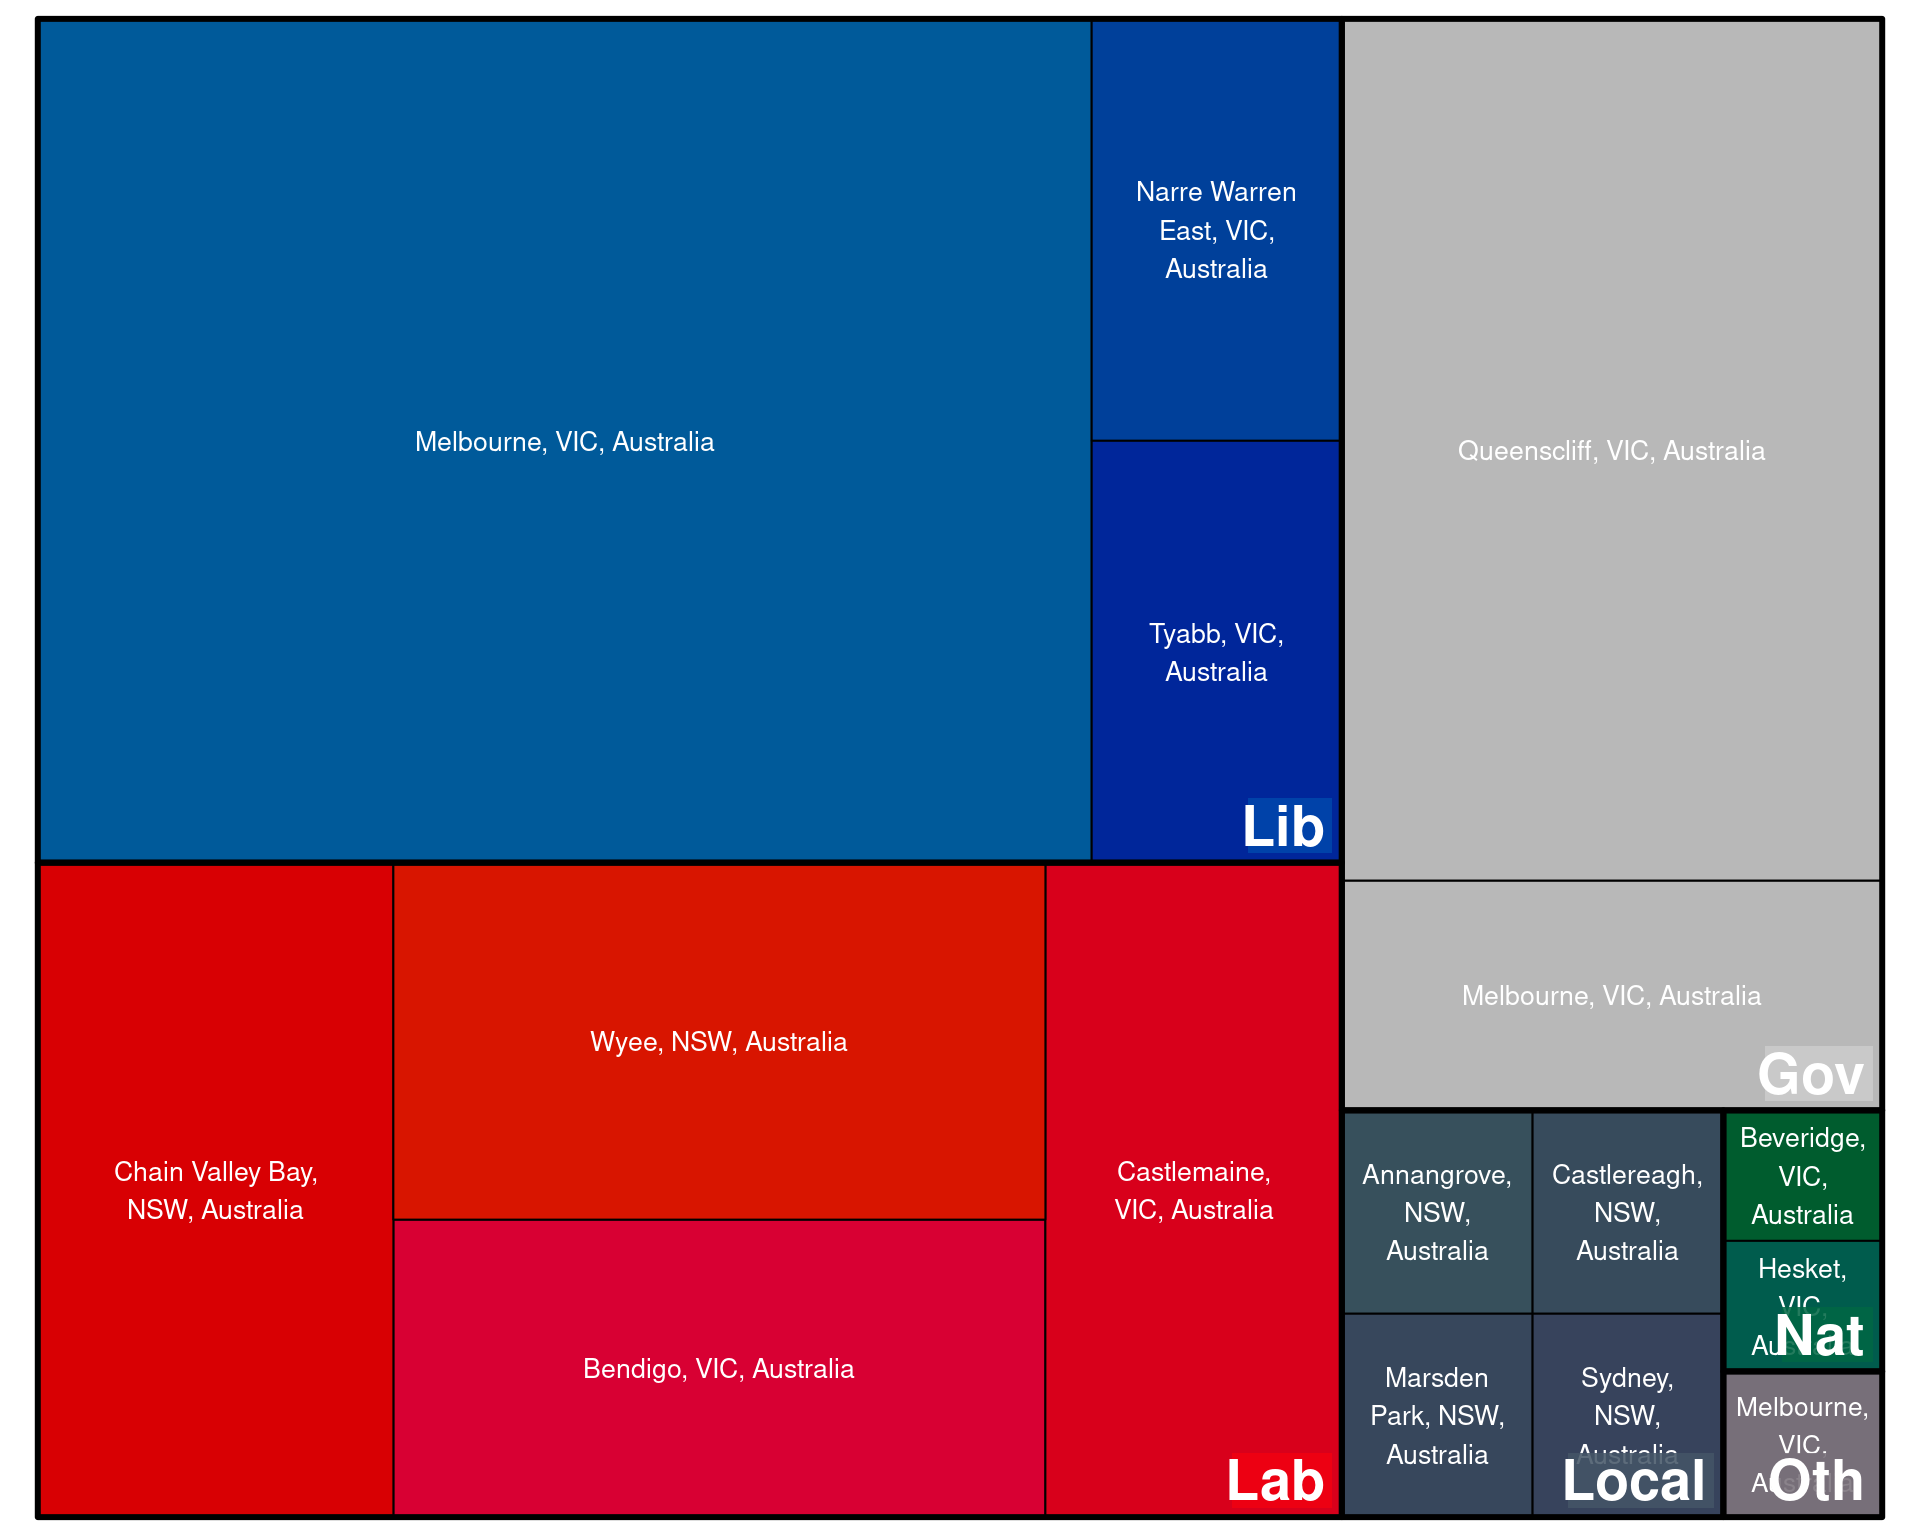 Melbourne, VIC, Australia
Narre Warren
East, VIC,
Australia
Tyabb, VIC,
Australia
Lib
Queenscliff, VIC, Australia
Melbourne, VIC, Australia
Gov
Chain Valley Bay,
NSW, Australia
Wyee, NSW, Australia
Bendigo, VIC, Australia
Castlemaine,
VIC, Australia
Lab
Annangrove,
NSW,
Australia
Castlereagh,
NSW,
Australia
Marsden
Park, NSW,
Australia
Sydney,
NSW,
Australia
Local
Beveridge,
VIC,
Australia
Hesket,
VIC,
Nat
Melbourne,
VIC,
Oth